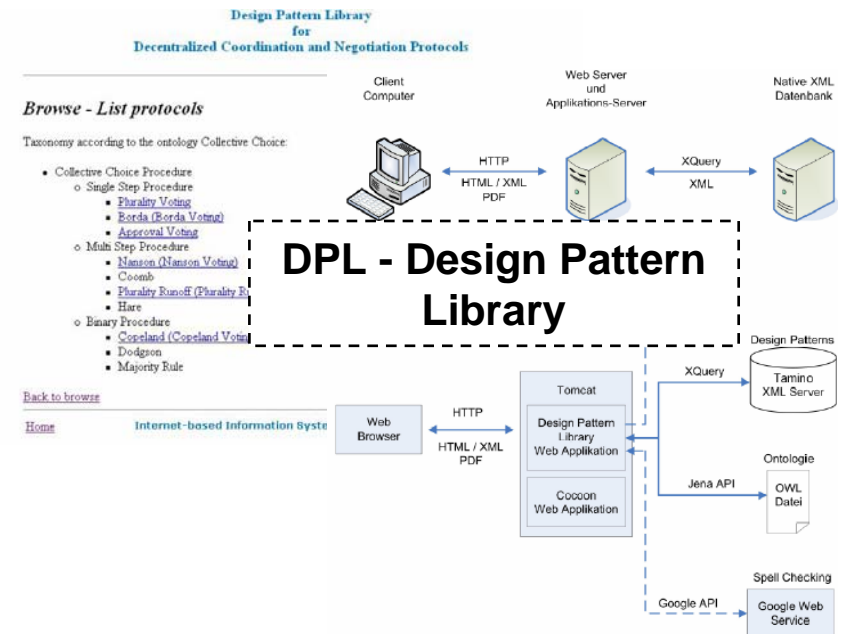 Design Pattern Library
for
Decentralized Coordination and Negotiation Protocols
Browse - List protocols
Taxonomy according to the ontology Collective Choice:
Collective Choice Procedure
Single Step Procedure
Plurality Voting
Borda (Borda Voting)
Approval Voting
Multi Step Procedure
Nanson (Nanson Voting)
Coomb
Plurality Runoff (Plurality
Hare
Binary Procedure
Copeland (Copeland
Dodgson
Majority Rule
Back to browse
Home
Internet-based Information
Client
Computer
Web Server
und
Applikations-Server
Native XML
Datenbank
HTTP
HTML / XML
PDF
XQuery
XML
DPL - Design Pattern
Library
Web
Browser
HTTP
HTML / XML
PDF
Tomcat
Design Pattern
Library
Web Applikation
Cocoon
Web Applikation
XQuery
Design Patterns
Tamino
XML Server
Jena API
Ontologie
OWL
Datei
Google API
Spell Checking
Google Web
Service